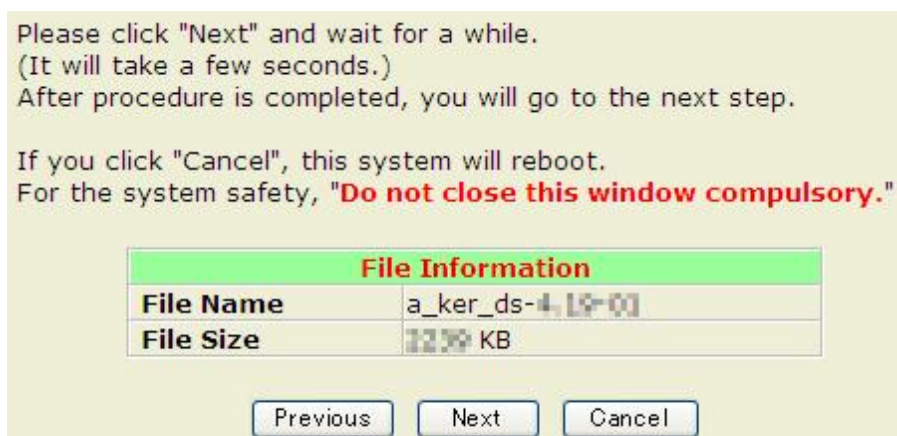 Please click "Next" and wait for a while.
(It will take a few seconds.)
After procedure is completed, you will go to the next step.
If you click "Cancel", this system will reboot.
For the system safety, "Do not close this window compulsory."
File Information
File Name a_ker_ds-
File Size KB
Previous Next Cancel